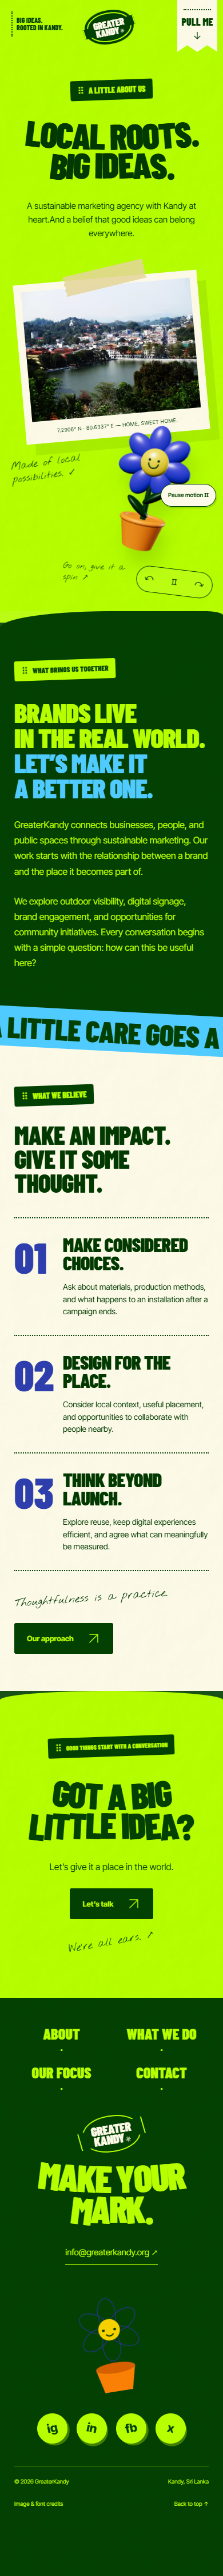 BIG IDEAS.
ROOTED IN KANDY.
GREATER
KANDY
PULL ME
↓
A LITTLE ABOUT US
LOCAL ROOTS.
BIG IDEAS.
A sustainable marketing agency with Kandy at
heart.And a belief that good ideas can belong
everywhere.
7.2906° N · 80.6337° E — HOME, SWEET HOME.
Made of local
possibilities. ↙
Pause motion
Go on, give it a
spin ↗
WHAT BRINGS US TOGETHER
BRANDS LIVE
IN THE REAL WORLD.
LET'S MAKE IT
A BETTER ONE.
GreaterKandy connects businesses, people, and
public spaces through sustainable marketing. Our
work starts with the relationship between a brand
and the place it becomes part of.
We explore outdoor visibility, digital signage,
brand engagement, and opportunities for
community initiatives. Every conversation begins
with a simple question: how can this be useful
here?
LITTLE CARE GOES A
WHAT WE BELIEVE
MAKE AN IMPACT.
GIVE IT SOME
THOUGHT.
01
MAKE CONSIDERED
CHOICES.
Ask about materials, production methods,
and what happens to an installation after a
campaign ends.
02
DESIGN FOR THE
PLACE.
Consider local context, useful placement,
and opportunities to collaborate with
people nearby.
03
THINK BEYOND
LAUNCH.
Explore reuse, keep digital experiences
efficient, and agree what can meaningfully
be measured.
Thoughtfulness is a practice.
Our approach
GOOD THINGS START WITH A CONVERSATION
GOT A BIG
LITTLE IDEA?
Let's give it a place in the world.
Let's talk
We're all ears. ↗
ABOUT
WHAT WE DO
OUR FOCUS
CONTACT
GREATER
KANDY
MAKE YOUR
MARK.
info@greaterkandy.org ↗
ig
in
fb
x
© 2026 GreaterKandy
Kandy, Sri Lanka
Image & font credits
Back to top ↑